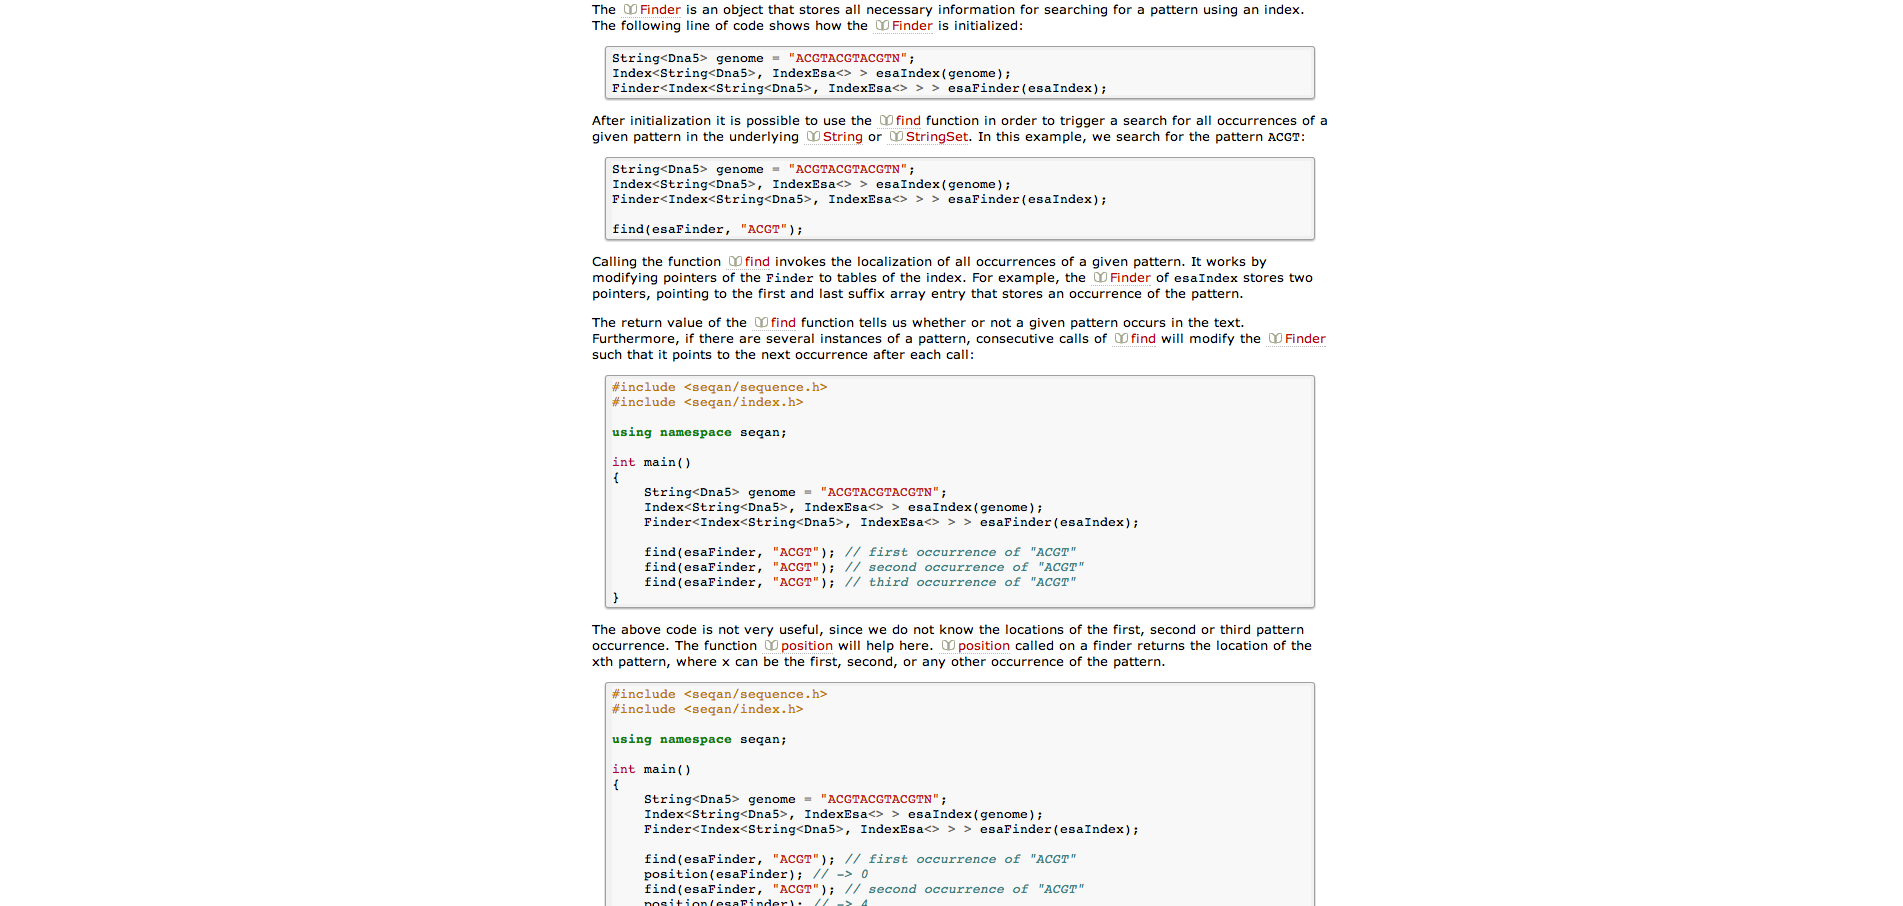 The Finder is an object that stores all necessary information for searching for a pattern using an index.
The following line of code shows how the Finder is initialized:
String<Dna5> genome = "ACGTACGTACGTN";
Index<String<Dna5>, IndexEsa<> > esaIndex(genome);
Finder<Index<String<Dna5>, IndexEsa<> > > esaFinder(esaIndex);
After initialization it is possible to use the find function in order to trigger a search for all occurrences of a
given pattern in the underlying String or StringSet. In this example, we search for the pattern ACGT:
String<Dna5> genome = "ACGTACGTACGTN";
Index<String<Dna5>, IndexEsa<> > esaIndex(genome);
Finder<Index<String<Dna5>, IndexEsa<> > > esaFinder(esaIndex);
find(esaFinder, "ACGT");
Calling the function find invokes the localization of all occurrences of a given pattern. It works by
modifying pointers of the Finder to tables of the index. For example, the Finder of esaIndex stores two
pointers, pointing to the first and last suffix array entry that stores an occurrence of the pattern.
The return value of the find function tells us whether or not a given pattern occurs in the text.
Furthermore, if there are several instances of a pattern, consecutive calls of find will modify the Finder
such that it points to the next occurrence after each call:
#include <seqan/sequence.h>
#include <seqan/index.h>
using namespace seqan;
int main()
{
String<Dna5> genome = "ACGTACGTACGTN";
Index<String<Dna5>, IndexEsa<> > esaIndex(genome);
Finder<Index<String<Dna5>, IndexEsa<> > > esaFinder(esaIndex);
find(esaFinder, "ACGT"); // first occurrence of "ACGT"
find(esaFinder, "ACGT"); // second occurrence of "ACGT"
find(esaFinder, "ACGT"); // third occurrence of "ACGT"
}
The above code is not very useful, since we do not know the locations of the first, second or third pattern
occurrence. The function position will help here. position called on a finder returns the location of the
xth pattern, where x can be the first, second, or any other occurrence of the pattern.
#include <seqan/sequence.h>
#include <seqan/index.h>
using namespace seqan;
int main()
{
String<Dna5> genome = "ACGTACGTACGTN";
Index<String<Dna5>, IndexEsa<> > esaIndex(genome);
Finder<Index<String<Dna5>, IndexEsa<> > > esaFinder(esaIndex);
find(esaFinder, "ACGT"); // first occurrence of "ACGT"
position(esaFinder); // -> 0
find(esaFinder, "ACGT"); // second occurrence of "ACGT"
position(esaFinder); // -> 4